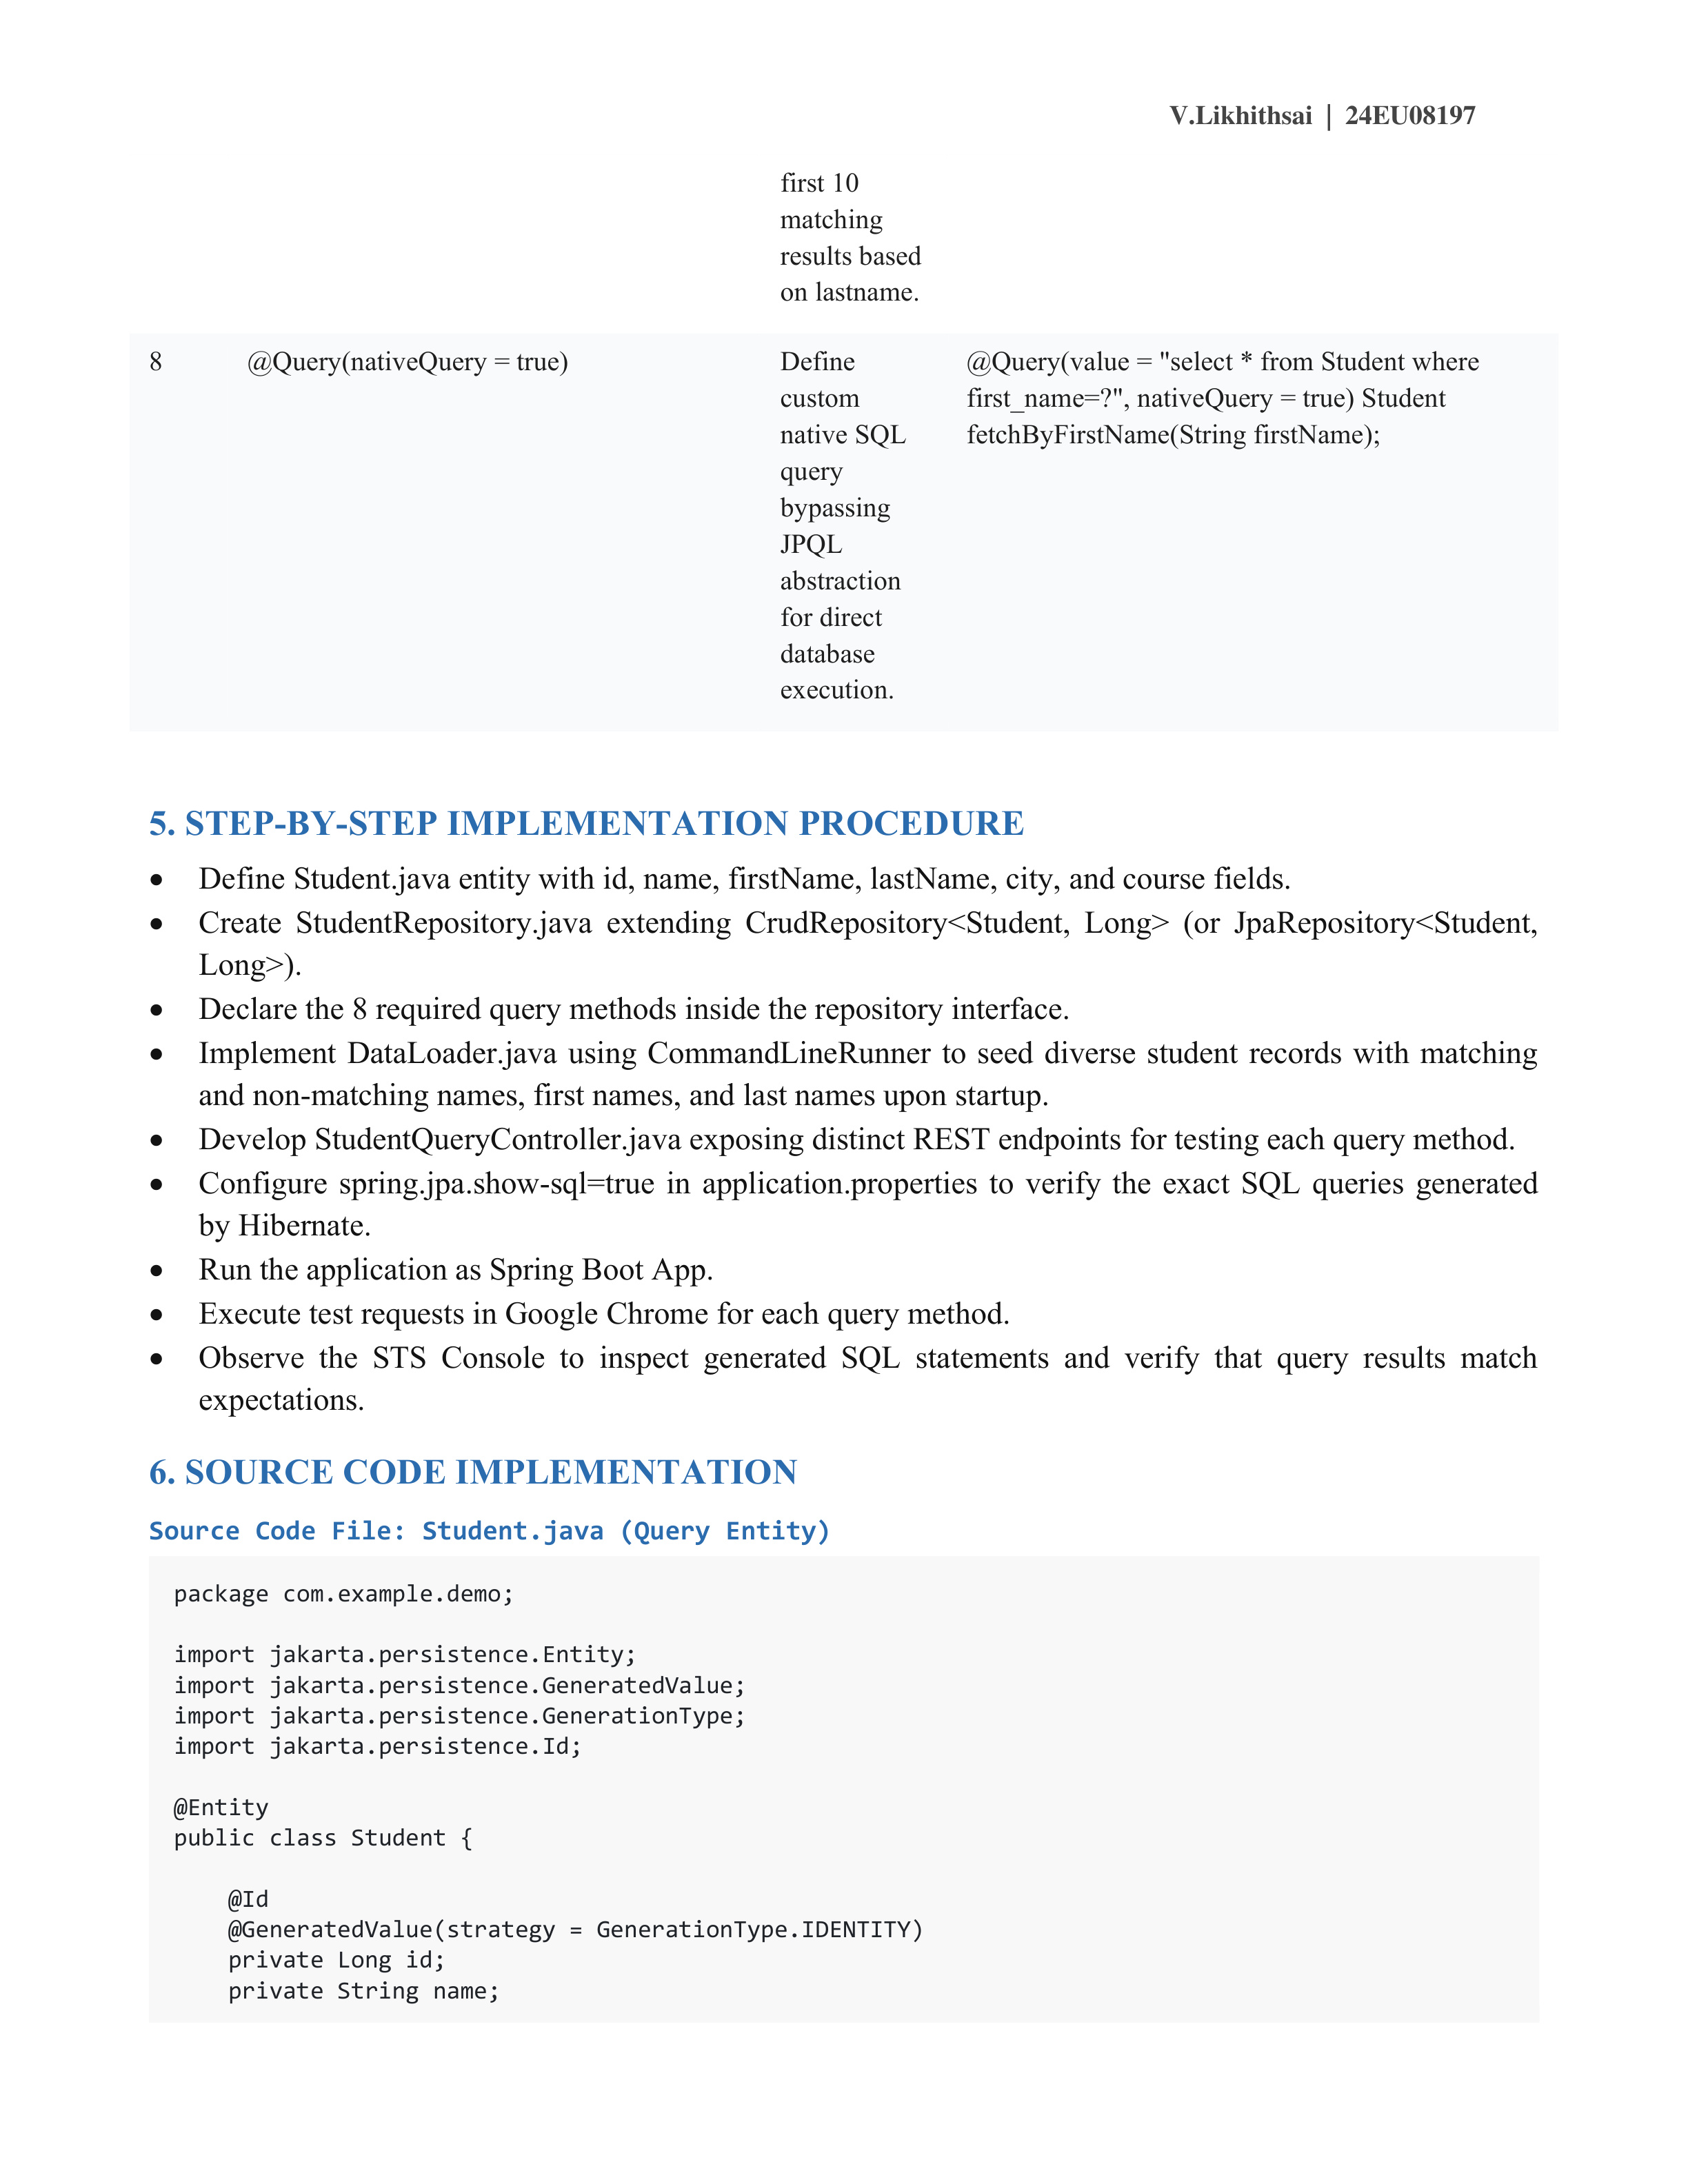 V.Likhithsai | 24EU08197
first 10
matching
results based
on lastname.
8 @Query(nativeQuery = true) Define @Query(value = "select * from Student where
custom first_name=?", nativeQuery = true) Student
native SQL fetchByFirstName(String firstName);
query
bypassing
JPQL
abstraction
for direct
database
execution.
5. STEP-BY-STEP IMPLEMENTATION PROCEDURE
• Define Student.java entity with id, name, firstName, lastName, city, and course fields.
• Create StudentRepository.java extending CrudRepository<Student, Long> (or JpaRepository<Student,
Long>).
• Declare the 8 required query methods inside the repository interface.
• Implement DataLoader.java using CommandLineRunner to seed diverse student records with matching
and non-matching names, first names, and last names upon startup.
• Develop StudentQueryController.java exposing distinct REST endpoints for testing each query method.
• Configure spring.jpa.show-sql=true in application.properties to verify the exact SQL queries generated
by Hibernate.
• Run the application as Spring Boot App.
• Execute test requests in Google Chrome for each query method.
• Observe the STS Console to inspect generated SQL statements and verify that query results match
expectations.
6. SOURCE CODE IMPLEMENTATION
Source Code File: Student.java (Query Entity)
package com.example.demo;
import jakarta.persistence.Entity;
import jakarta.persistence.GeneratedValue;
import jakarta.persistence.GenerationType;
import jakarta.persistence.Id;
@Entity
public class Student {
@Id
@GeneratedValue(strategy = GenerationType.IDENTITY)
private Long id;
private String name;